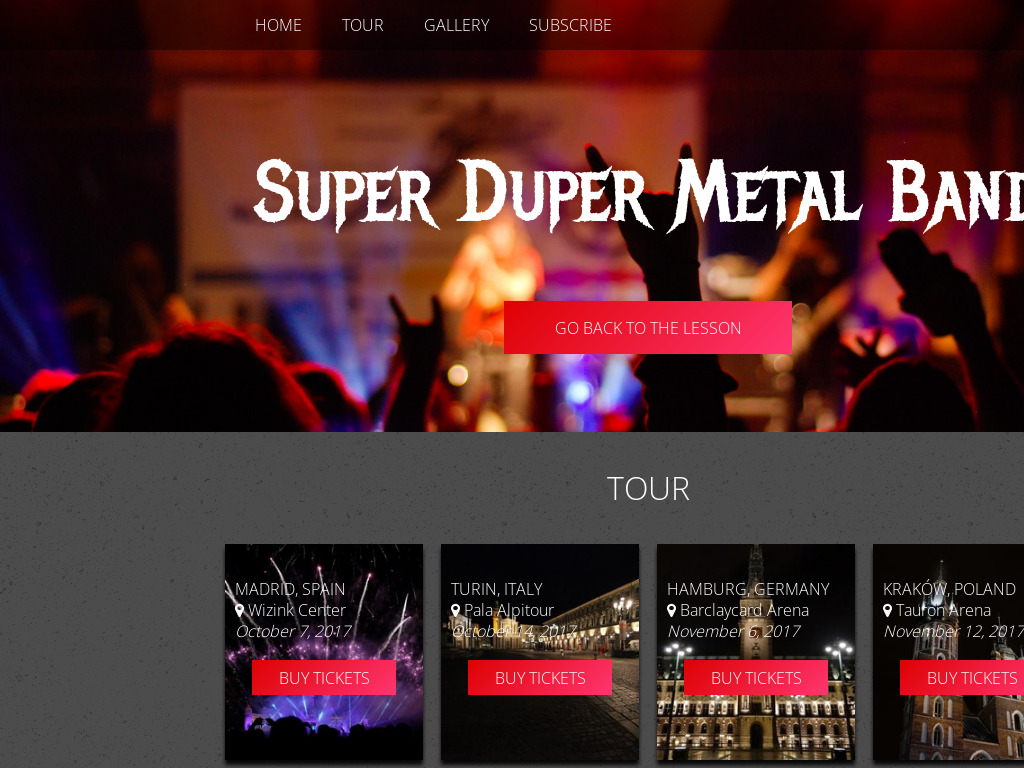 HOME TOUR GALLERY SUBSCRIBE
Super Duper Metal Band
GO BACK TO THE LESSON
TOUR
MADRID, SPAIN
Wizink Center
October 7, 2017
BUY TICKETS
TURIN, ITALY
Pala Alpitour
October 14, 2017
BUY TICKETS
HAMBURG, GERMANY
Barclaycard Arena
November 6, 2017
BUY TICKETS
KRAKÓW, POLAND
Tauron Arena
November 12, 2017
BUY TICKETS